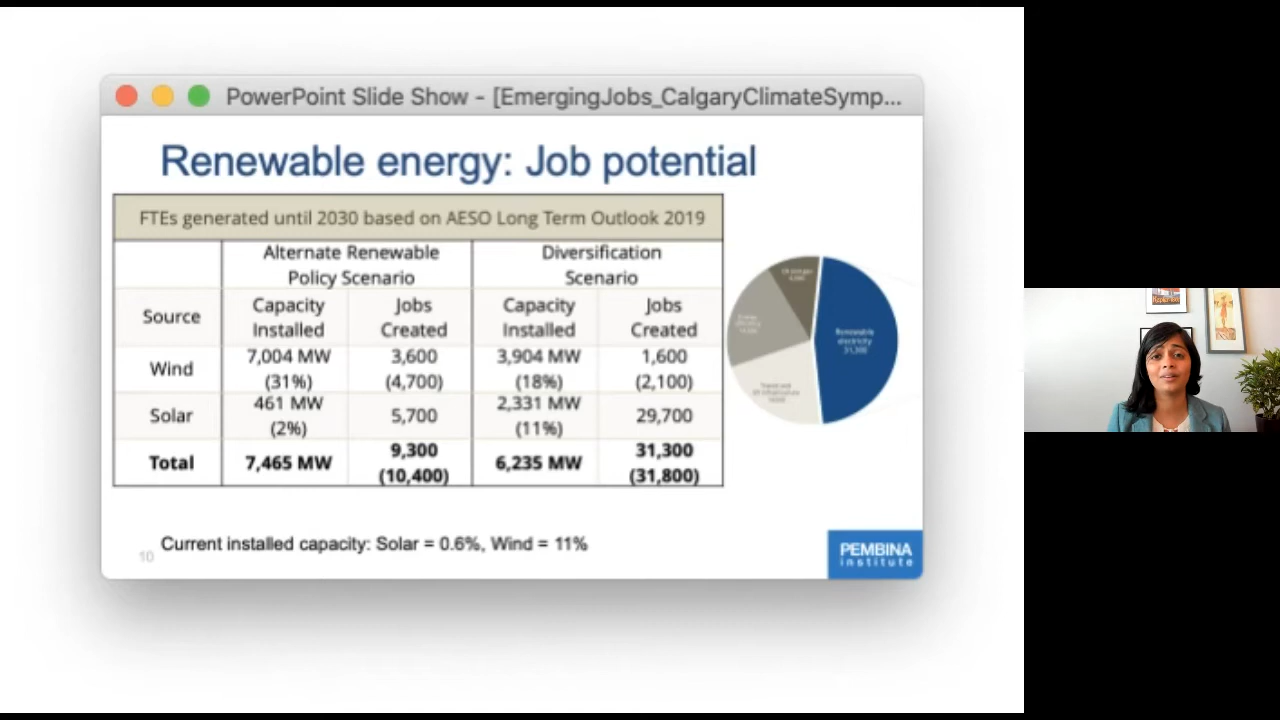 PowerPoint Slide Show - [EmergingJobs_CalgaryClimateSymp...
Renewable energy: Job potential
FTEs generated until 2030 based on AESO Long Term Outlook 2019
Alternate Renewable
Policy Scenario
Diversification
Scenario
Source
Capacity
Installed
Jobs
Created
Capacity
Installed
Jobs
Created
Wind
7,004 MW
(31%)
3,600
(4,700)
3,904 MW
(18%)
1,600
(2,100)
Solar
461 MW
(2%)
5,700
2,331 MW
(11%)
29,700
Total
7,465 MW
9,300
(10,400)
6,235 MW
31,300
(31,800)
Renewable
electricity
31,300
Current installed capacity: Solar = 0.6%, Wind = 11%
10
PEMBINA
institute